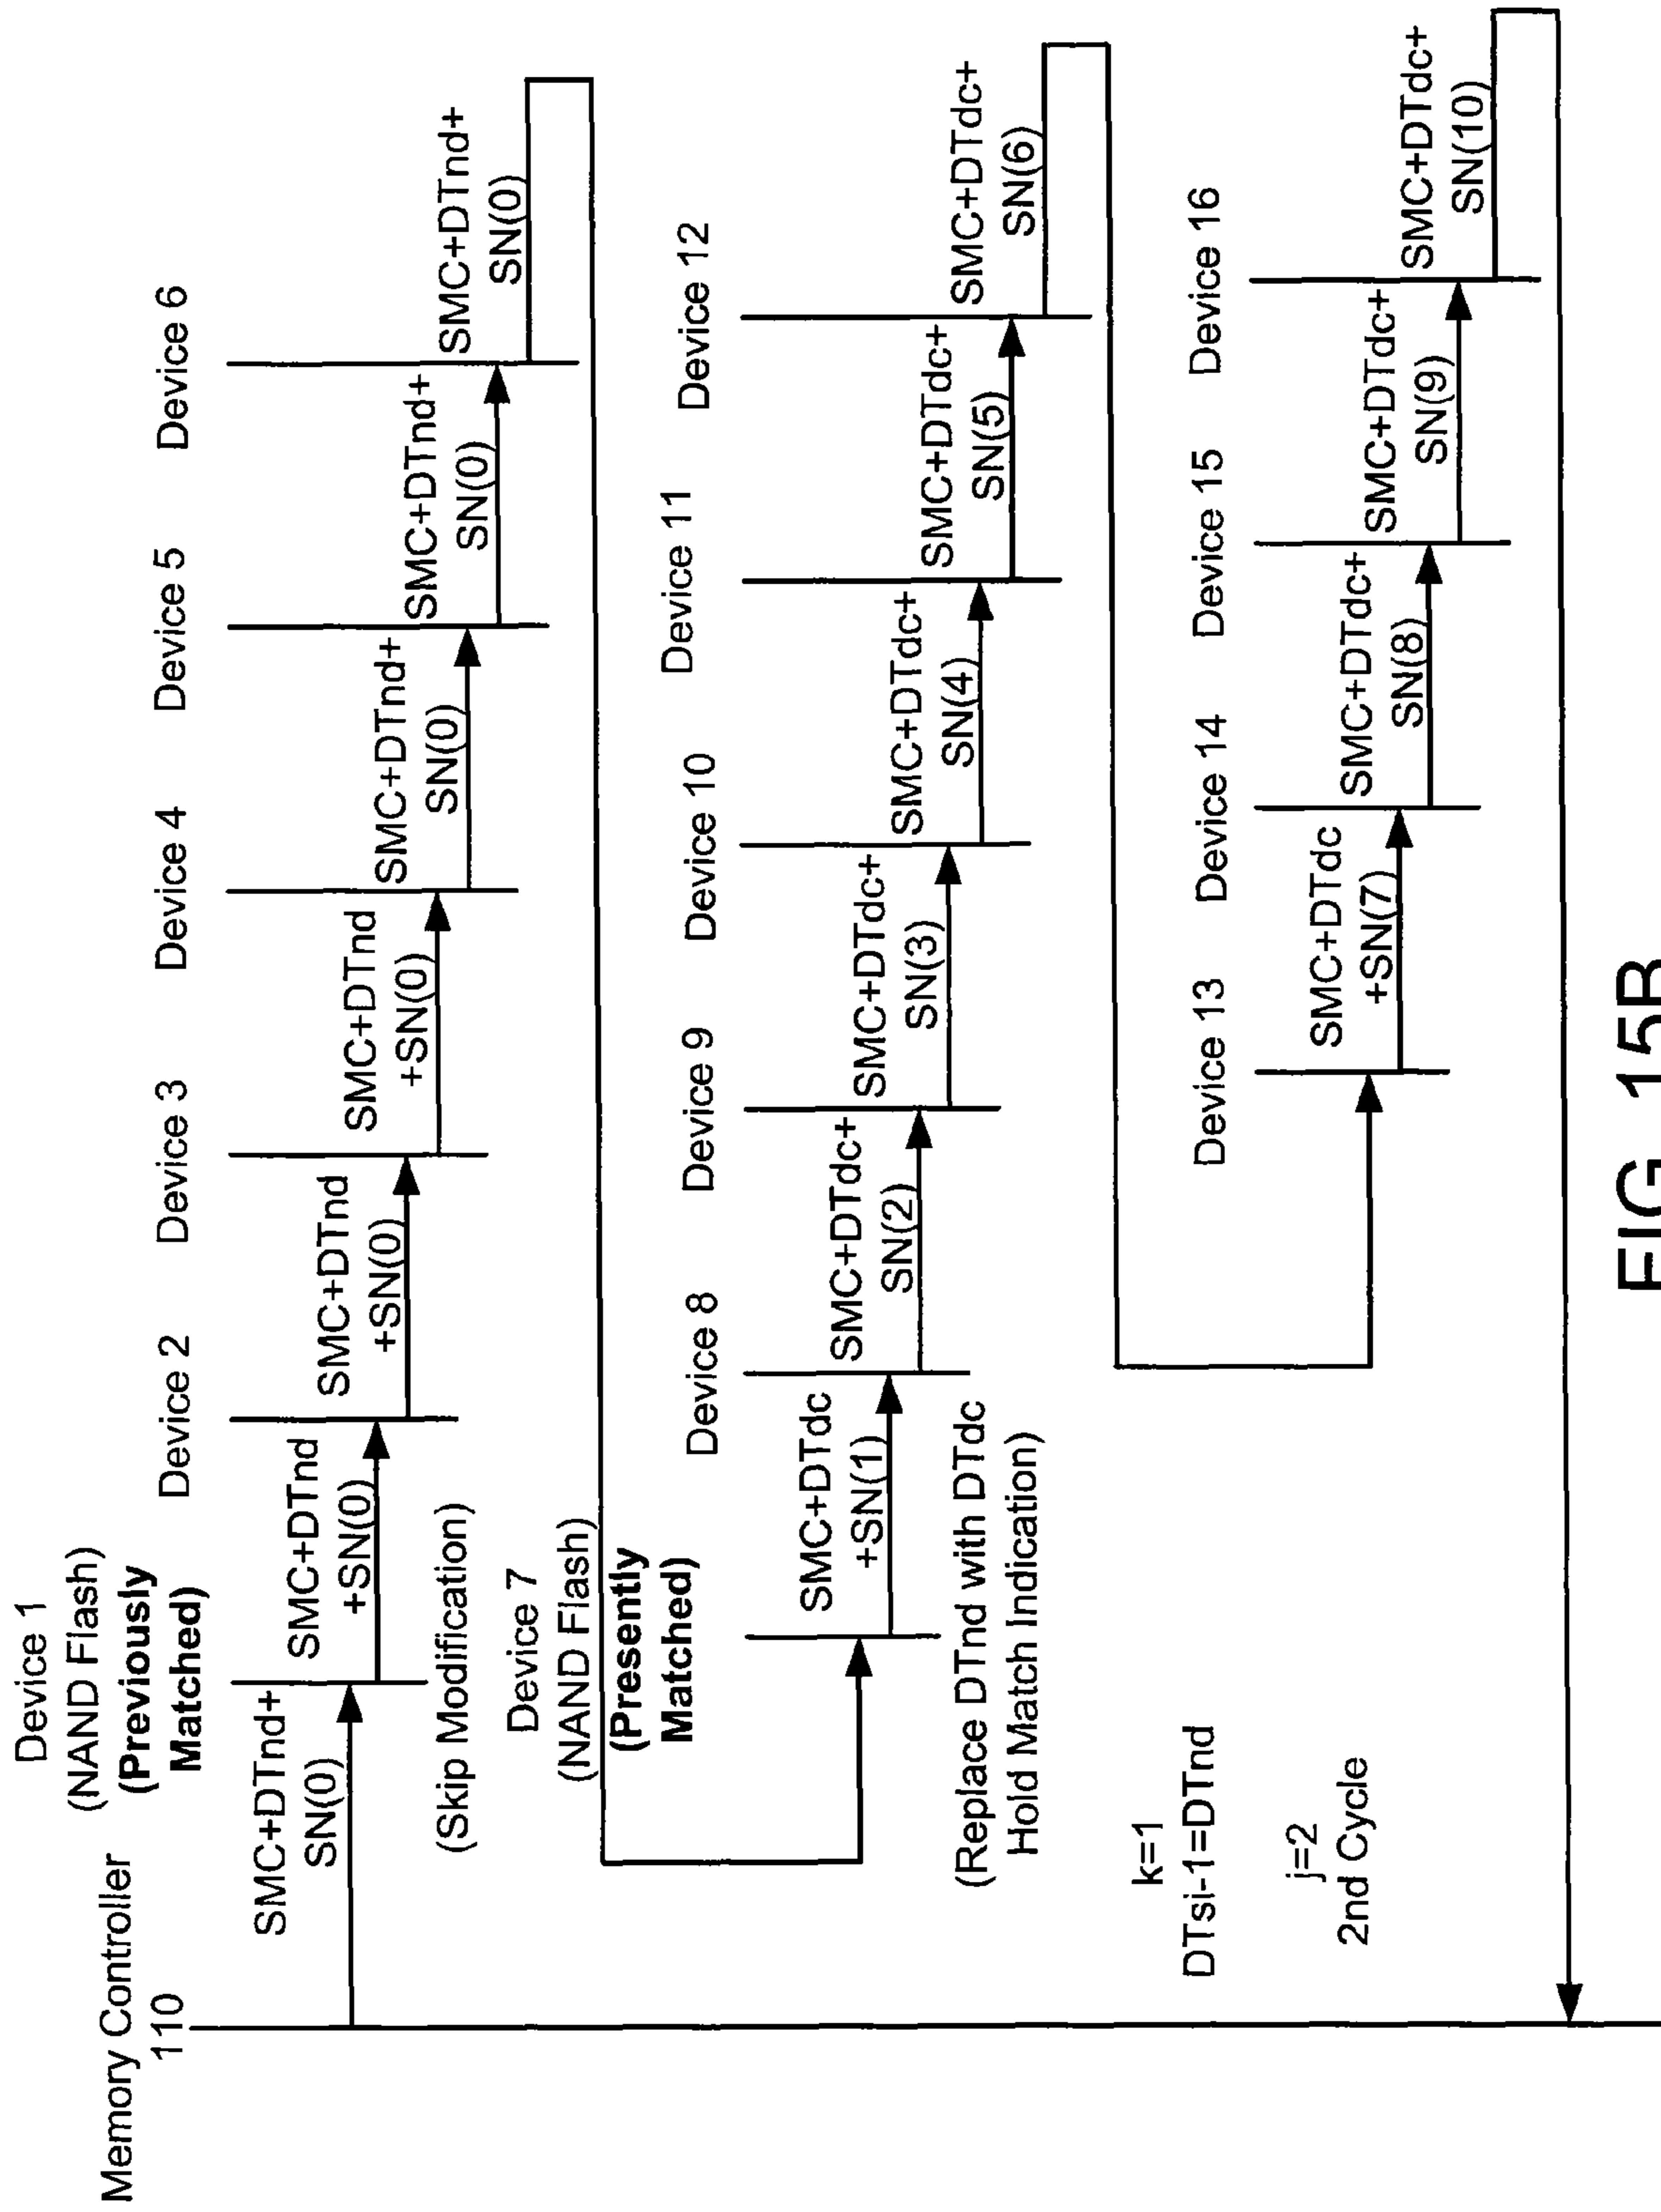 Memory Controller
110
Device 1
(NAND Flash)
(Previously
Matched)
Device 2
Device 3
Device 4
Device 5
Device 6
SMC+DTnd+
SN(0)
SMC+DTnd
+SN(0)
SMC+DTnd
+SN(0)
SMC+DTnd
+SN(0)
SMC+DTnd+
SN(0)
SMC+DTnd+
SN(0)
SMC+DTnd+
SN(0)
(Skip Modification)
Device 7
(NAND Flash)
(Presently
Matched)
Device 8
Device 9
Device 10
Device 11
Device 12
SMC+DTdc
+SN(1)
SMC+DTdc+
SN(2)
SMC+DTdc+
SN(3)
SMC+DTdc+
SN(4)
SMC+DTdc+
SN(5)
SMC+DTdc+
SN(6)
(Replace DTnd with DTdc
Hold Match Indication)
k=1
DTsi-1=DTnd
j=2
2nd Cycle
Device 13
Device 14
Device 15
Device 16
SMC+DTdc
+SN(7)
SMC+DTdc+
SN(8)
SMC+DTdc+
SN(9)
SMC+DTdc+
SN(10)
FIG 15B